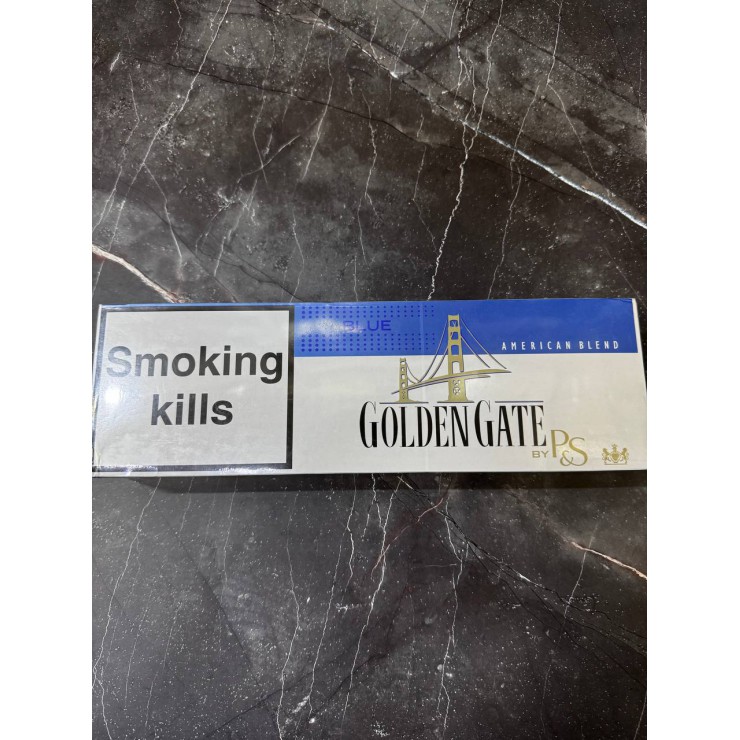 Smoking
kills
BLUE
AMERICAN BLEND
GOLDEN GATE
BY P&S